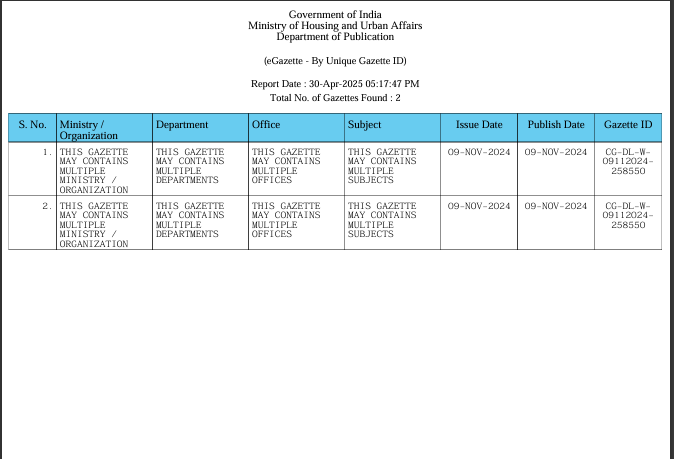 Government of India
Ministry of Housing and Urban Affairs
Department of Publication
(eGazette - By Unique Gazette ID)
Report Date : 30-Apr-2025 05:17:47 PM
Total No. of Gazettes Found : 2
S. No. Ministry / Organization Department Office Subject Issue Date Publish Date Gazette ID
1. THIS GAZETTE THIS GAZETTE THIS GAZETTE THIS GAZETTE 09-NOV-2024 09-NOV-2024 CG-DL-W-
MAY CONTAINS MAY CONTAINS MAY CONTAINS MAY CONTAINS 09112024-
MULTIPLE MULTIPLE MULTIPLE MULTIPLE 258550
MINISTRY / DEPARTMENTS OFFICES SUBJECTS
ORGANIZATION
2. THIS GAZETTE THIS GAZETTE THIS GAZETTE THIS GAZETTE 09-NOV-2024 09-NOV-2024 CG-DL-W-
MAY CONTAINS MAY CONTAINS MAY CONTAINS MAY CONTAINS 09112024-
MULTIPLE MULTIPLE MULTIPLE MULTIPLE 258550
MINISTRY / DEPARTMENTS OFFICES SUBJECTS
ORGANIZATION